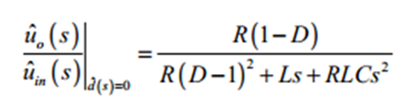 û_o(s)/û_in(s)|_{d̂(s)=0} = R(1−D)/(R(D−1)²+Ls+RLCs²)